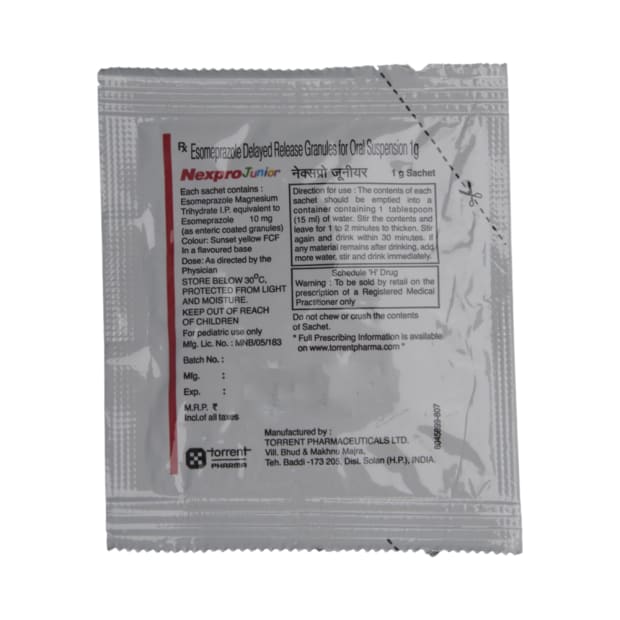 Rx Esomeprazole Delayed Release Granules for Oral Suspension 1g
Nexpro Junior नेक्सप्रो जूनीयर 1 g Sachet
Each sachet contains :
Esomeprazole Magnesium
Trihydrate I.P. equivalent to
Esomeprazole 10 mg
(as enteric coated granules)
Colour: Sunset yellow FCF
In a flavoured base
Dose: As directed by the
Physician
STORE BELOW 30°C,
PROTECTED FROM LIGHT
AND MOISTURE.
KEEP OUT OF REACH
OF CHILDREN
For pediatric use only
Mfg. Lic. No. : MNB/05/183
Batch No. :
Mfg. :
Exp. :
M.R.P. ₹
Incl.of all taxes
Direction for use : The contents of each
sachet should be emptied into a
container containing 1 tablespoon
(15 ml) of water. Stir the contents and
leave for 1 to 2 minutes to thicken. Stir
again and drink within 30 minutes. If
any material remains after drinking, add
more water, stir and drink immediately.
Schedule 'H' Drug
Warning : To be sold by retail on the
prescription of a Registered Medical
Practitioner only
Do not chew or crush the contents
of Sachet.
* Full Prescribing Information is available
on www.torrentpharma.com *
torrent
PHARMA
Manufactured by :
TORRENT PHARMACEUTICALS LTD.
Vill. Bhud & Makhnu Majra,
Teh. Baddi -173 205, Dist. Solan (H.P.), INDIA.